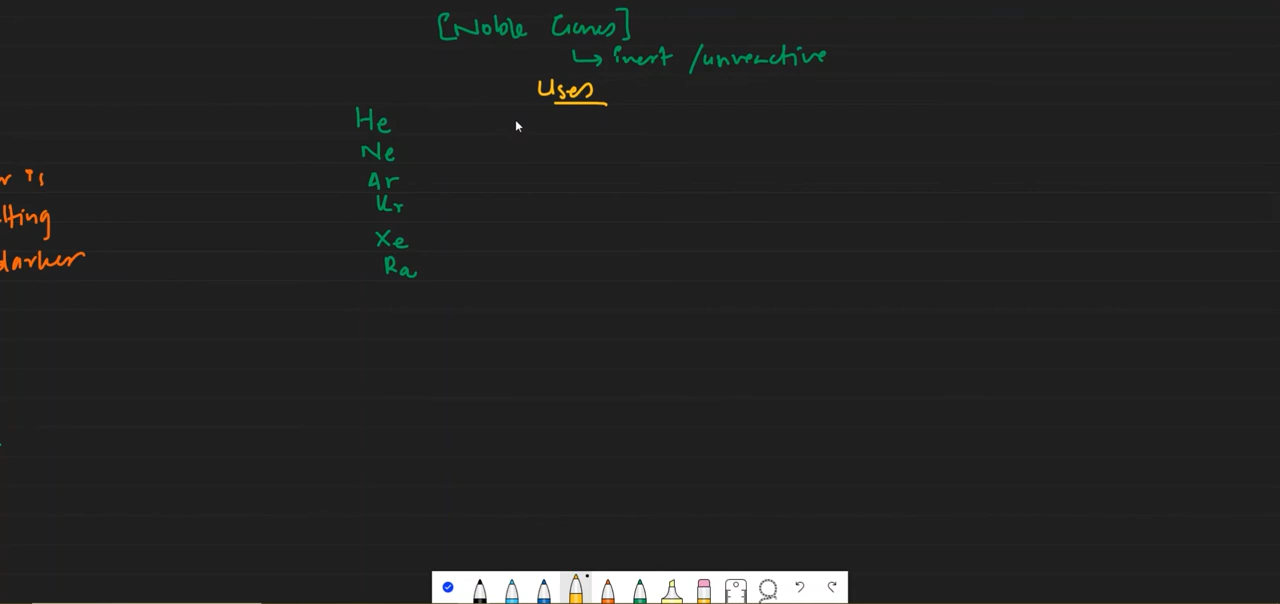 [Noble Gases]
↳ inert /unreactive
Uses
He
Ne
Ar
Kr
Xe
Ra
r is
lting
darker